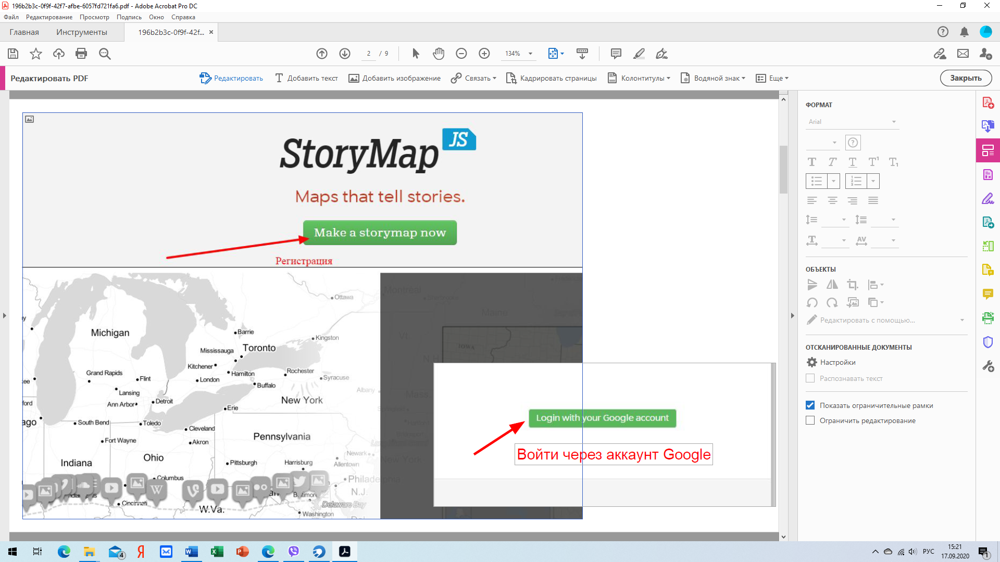 196b2b3c-0f9f-42f7-afbe-6057fd721fa6.pdf - Adobe Acrobat Pro DC
Файл Редактирование Просмотр Подпись Окно Справка
Главная Инструменты 196b2b3c-0f9f-42f...
2 / 9 134%
Редактировать PDF Редактировать Добавить текст Добавить изображение Связать Кадрировать страницы Колонтитулы Водяной знак Еще Закрыть
StoryMap JS
Maps that tell stories.
Make a storymap now
Регистрация
Montreal
Ottawa
Maine
Michigan
Barrie
Kingston
Vt.
IOWA
Mississauga
Toronto
N.H.
Kitchener
Grand Rapids
Hamilton
Rochester
Flint
London
Syracuse
Buffalo
Lansing
Albany
Mass.
Ann Arbor
Detroit
New York
Erie
ago
South Bend
Toledo
Cleveland
Login with your Google account
Fort Wayne
Akron
Pennsylvania
Newark
New York
Indiana
Ohio
Pittsburgh
Harrisburg
Allentown
Войти через аккаунт Google
Columbus
Philadelphia
N.J.
W
Cincinnati
W.Va.
Delaware Bay
Washington
ФОРМАТ
Arial
ОБЪЕКТЫ
Редактировать с помощью...
ОТСКАНИРОВАННЫЕ ДОКУМЕНТЫ
Настройки
Распознавать текст
Показать ограничительные рамки
Ограничить редактирование
4
РУС
15:21
17.09.2020
1